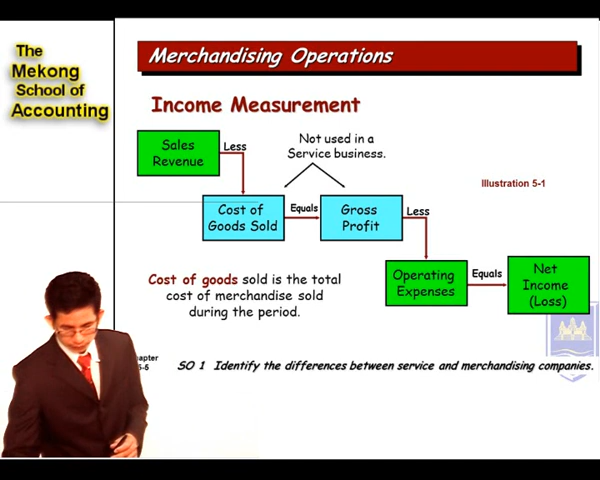 The
Mekong
School of
Accounting
Merchandising Operations
Income Measurement
Sales
Revenue
Less
Not used in a
Service business.
Illustration 5-1
Cost of
Goods Sold
Equals
Gross
Profit
Less
Operating
Expenses
Equals
Net
Income
(Loss)
Cost of goods sold is the total
cost of merchandise sold
during the period.
SO 1 Identify the differences between service and merchandising companies.